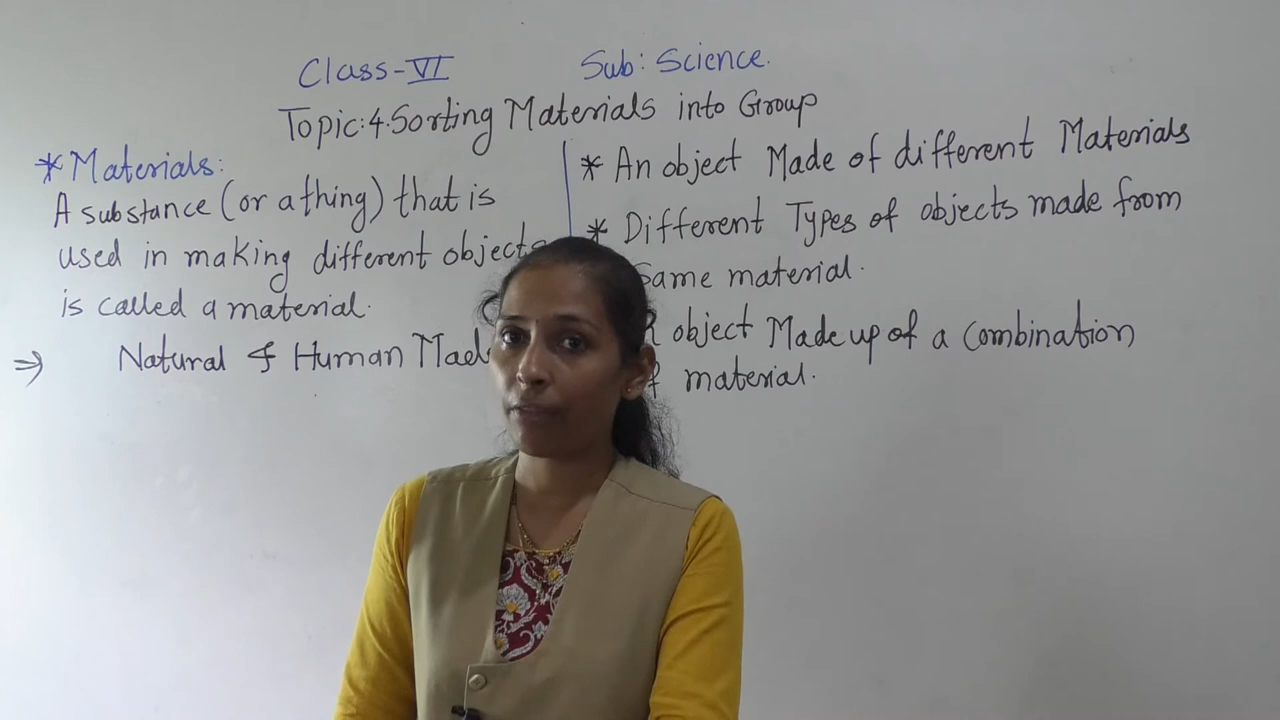 Class-VI Sub: Science.
Topic:4.Sorting Materials into Group
* Materials:
A substance (or a thing) that is
used in making different objects
is called a material.
⇒ Natural & Human Made
* An object Made of different Materials
* Different Types of objects made from
Same material.
object Made up of a combination
material.